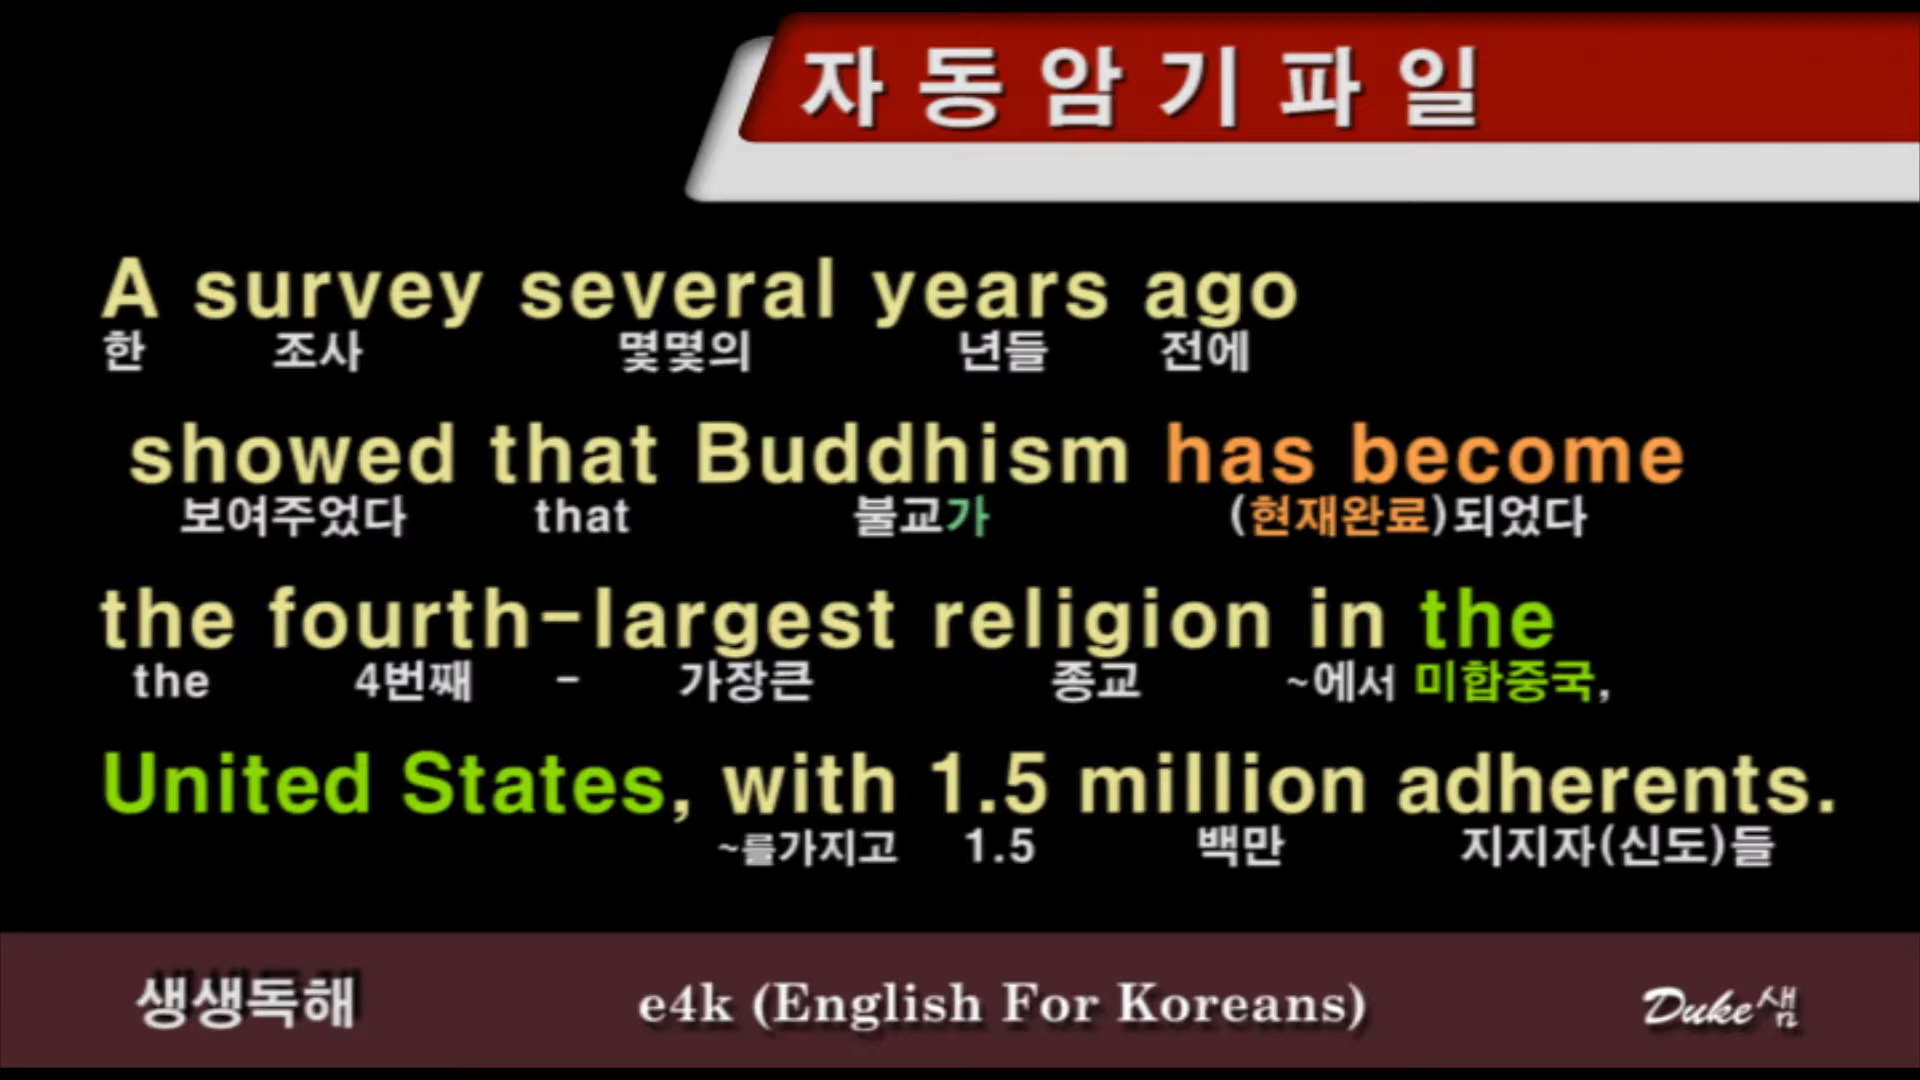 자동암기파일
A survey several years ago
한 조사 몇몇의 년들 전에
showed that Buddhism has become
보여주었다 that 불교가 (현재완료)되었다
the fourth-largest religion in the
the 4번째 - 가장큰 종교 ~에서 미합중국,
United States, with 1.5 million adherents.
~를가지고 1.5 백만 지지자(신도)들
생생독해 e4k (English For Koreans) Duke샘